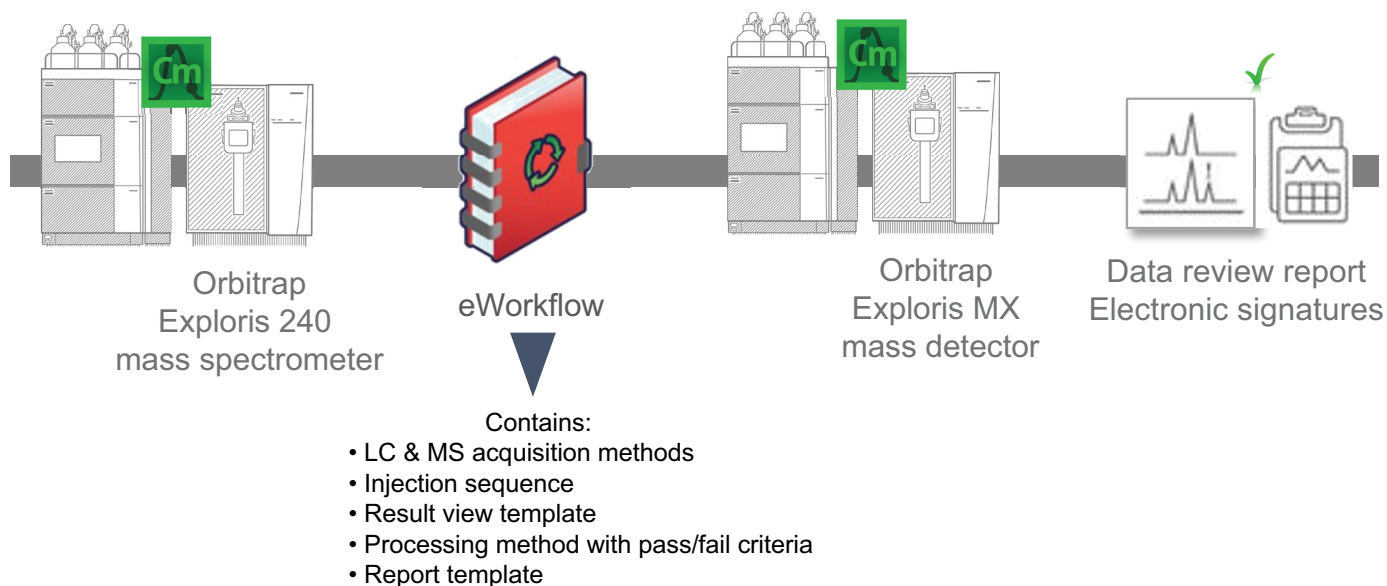 Cm
Cm
Orbitrap
Exploris 240
mass spectrometer
eWorkflow
Orbitrap
Exploris MX
mass detector
Data review report
Electronic signatures
Contains:
• LC & MS acquisition methods
• Injection sequence
• Result view template
• Processing method with pass/fail criteria
• Report template